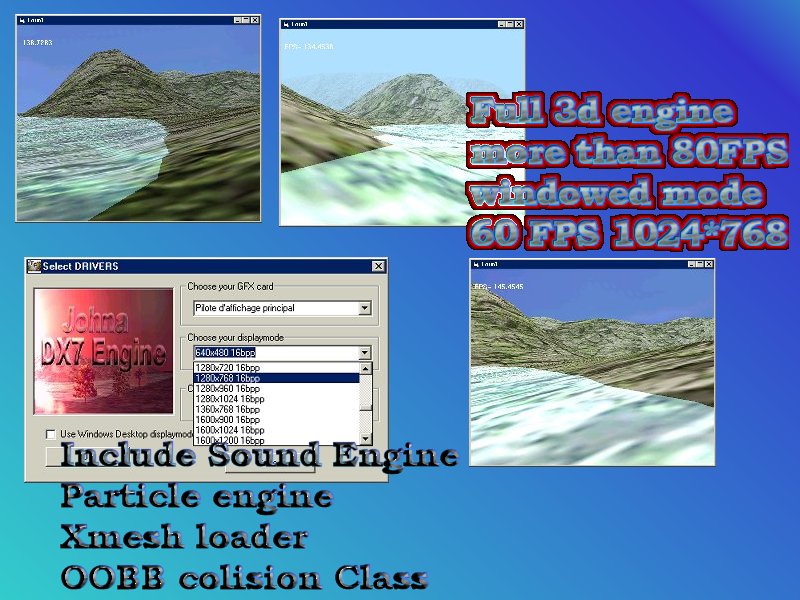 Form1
138.7283
Form1
FPS= 134.4538
Full 3d engine
more than 80FPS
windowed mode
60 FPS 1024*768
Select DRIVERS
Johna
DX7 Engine
Choose your GFX card
Pilote d'affichage principal
Choose your displaymode
640x480 16bpp
1280x720 16bpp
1280x768 16bpp
1280x960 16bpp
1280x1024 16bpp
1360x768 16bpp
1600x900 16bpp
1600x1024 16bpp
1600x1200 16bpp
Use Windows Desktop displaymode
Form1
FPS= 145.4545
Include Sound Engine
Particle engine
Xmesh loader
OOBB colision Class